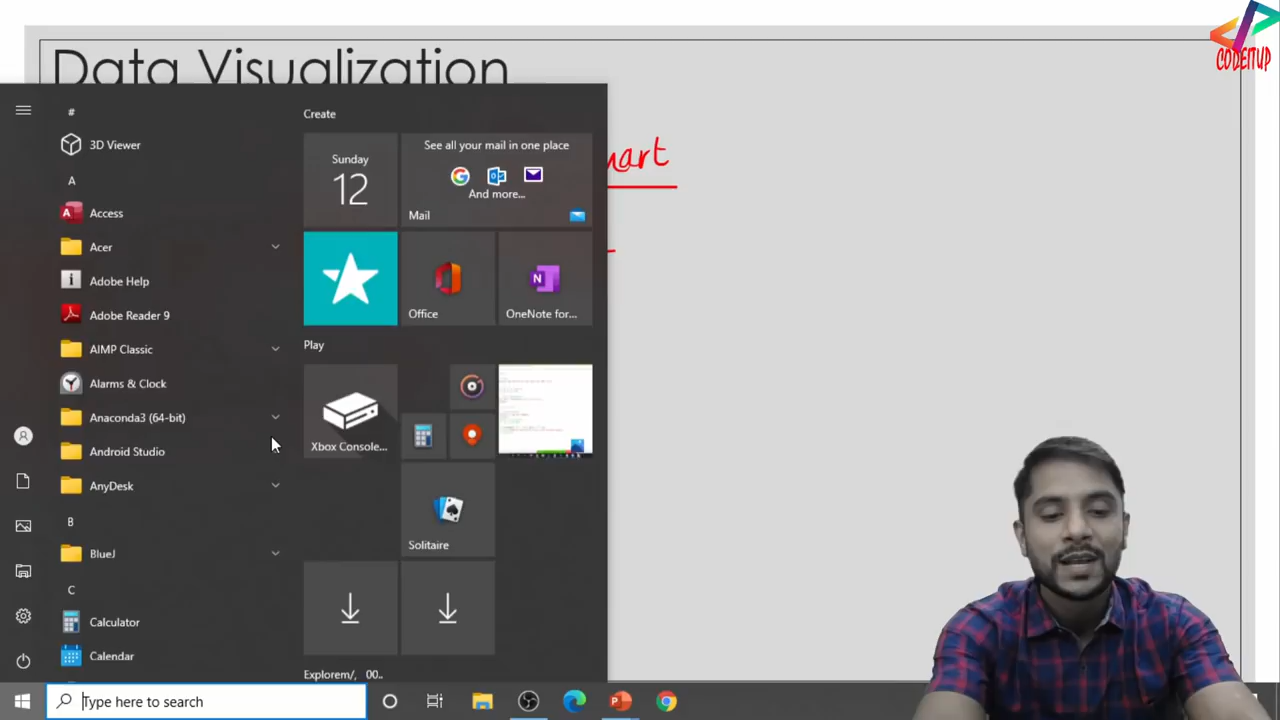 Data Visualization
CODEITUP
#
3D Viewer
A
Access
Acer
Adobe Help
Adobe Reader 9
AIMP Classic
Alarms & Clock
Anaconda3 (64-bit)
Android Studio
AnyDesk
B
BlueJ
C
Calculator
Calendar
Create
Sunday
12
See all your mail in one place
And more...
Mail
Office
OneNote for...
Play
Xbox Console...
Solitaire
Explorem/, 00..
Type here to search